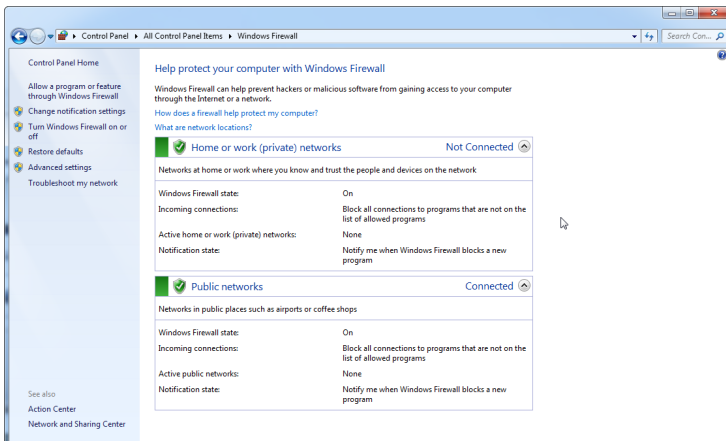 Control Panel ▸ All Control Panel Items ▸ Windows Firewall
Search Con...
Control Panel Home
Allow a program or feature
through Windows Firewall
Change notification settings
Turn Windows Firewall on or
off
Restore defaults
Advanced settings
Troubleshoot my network
See also
Action Center
Network and Sharing Center
Help protect your computer with Windows Firewall
Windows Firewall can help prevent hackers or malicious software from gaining access to your computer
through the Internet or a network.
How does a firewall help protect my computer?
What are network locations?
Home or work (private) networks Not Connected
Networks at home or work where you know and trust the people and devices on the network
Windows Firewall state: On
Incoming connections: Block all connections to programs that are not on the
list of allowed programs
Active home or work (private) networks: None
Notification state: Notify me when Windows Firewall blocks a new
program
Public networks Connected
Networks in public places such as airports or coffee shops
Windows Firewall state: On
Incoming connections: Block all connections to programs that are not on the
list of allowed programs
Active public networks: None
Notification state: Notify me when Windows Firewall blocks a new
program